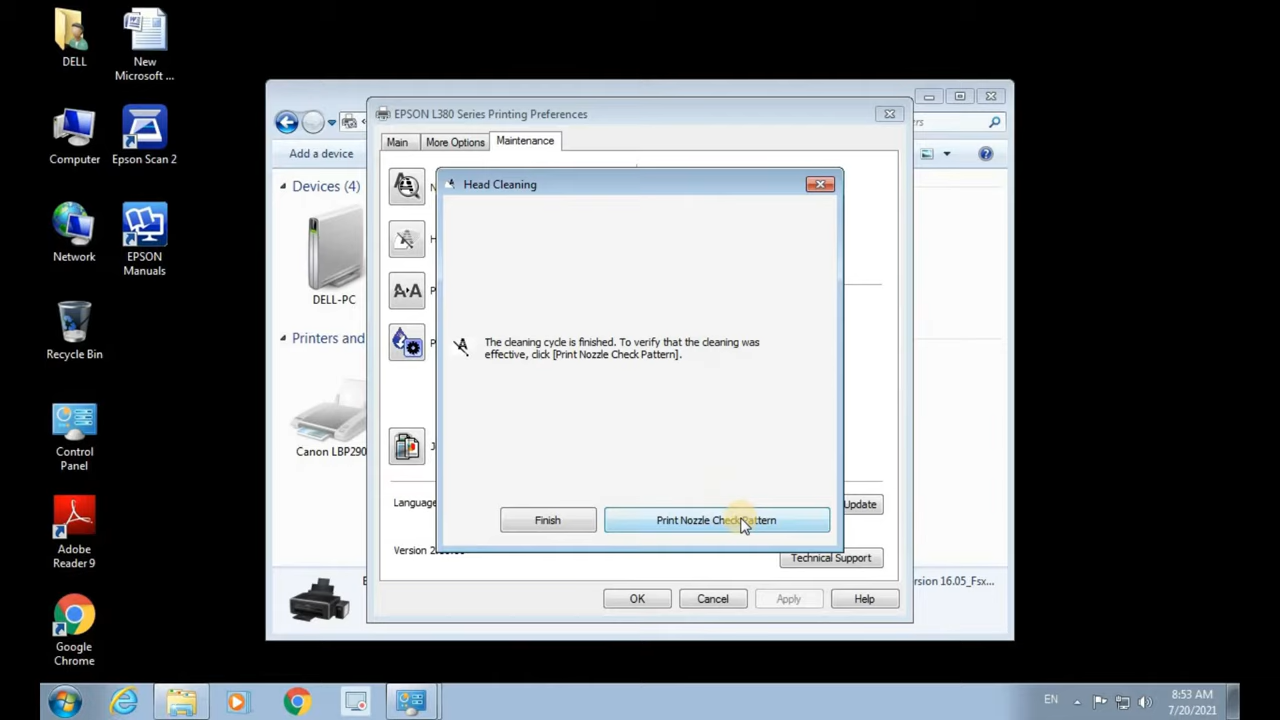 DELL
New
Microsoft ...
Computer
Epson Scan 2
Network
EPSON
Manuals
Recycle Bin
Control
Panel
Adobe
Reader 9
Google
Chrome
EPSON L380 Series Printing Preferences
Main
More Options
Maintenance
Add a device
Devices (4)
DELL-PC
Printers and
Canon LBP290
Head Cleaning
The cleaning cycle is finished. To verify that the cleaning was
effective, click [Print Nozzle Check Pattern].
Finish
Print Nozzle Check Pattern
Language
Update
Version 2.
Technical Support
ersion 16.05_Fsx...
OK
Cancel
Apply
Help
EN
8:53 AM
7/20/2021